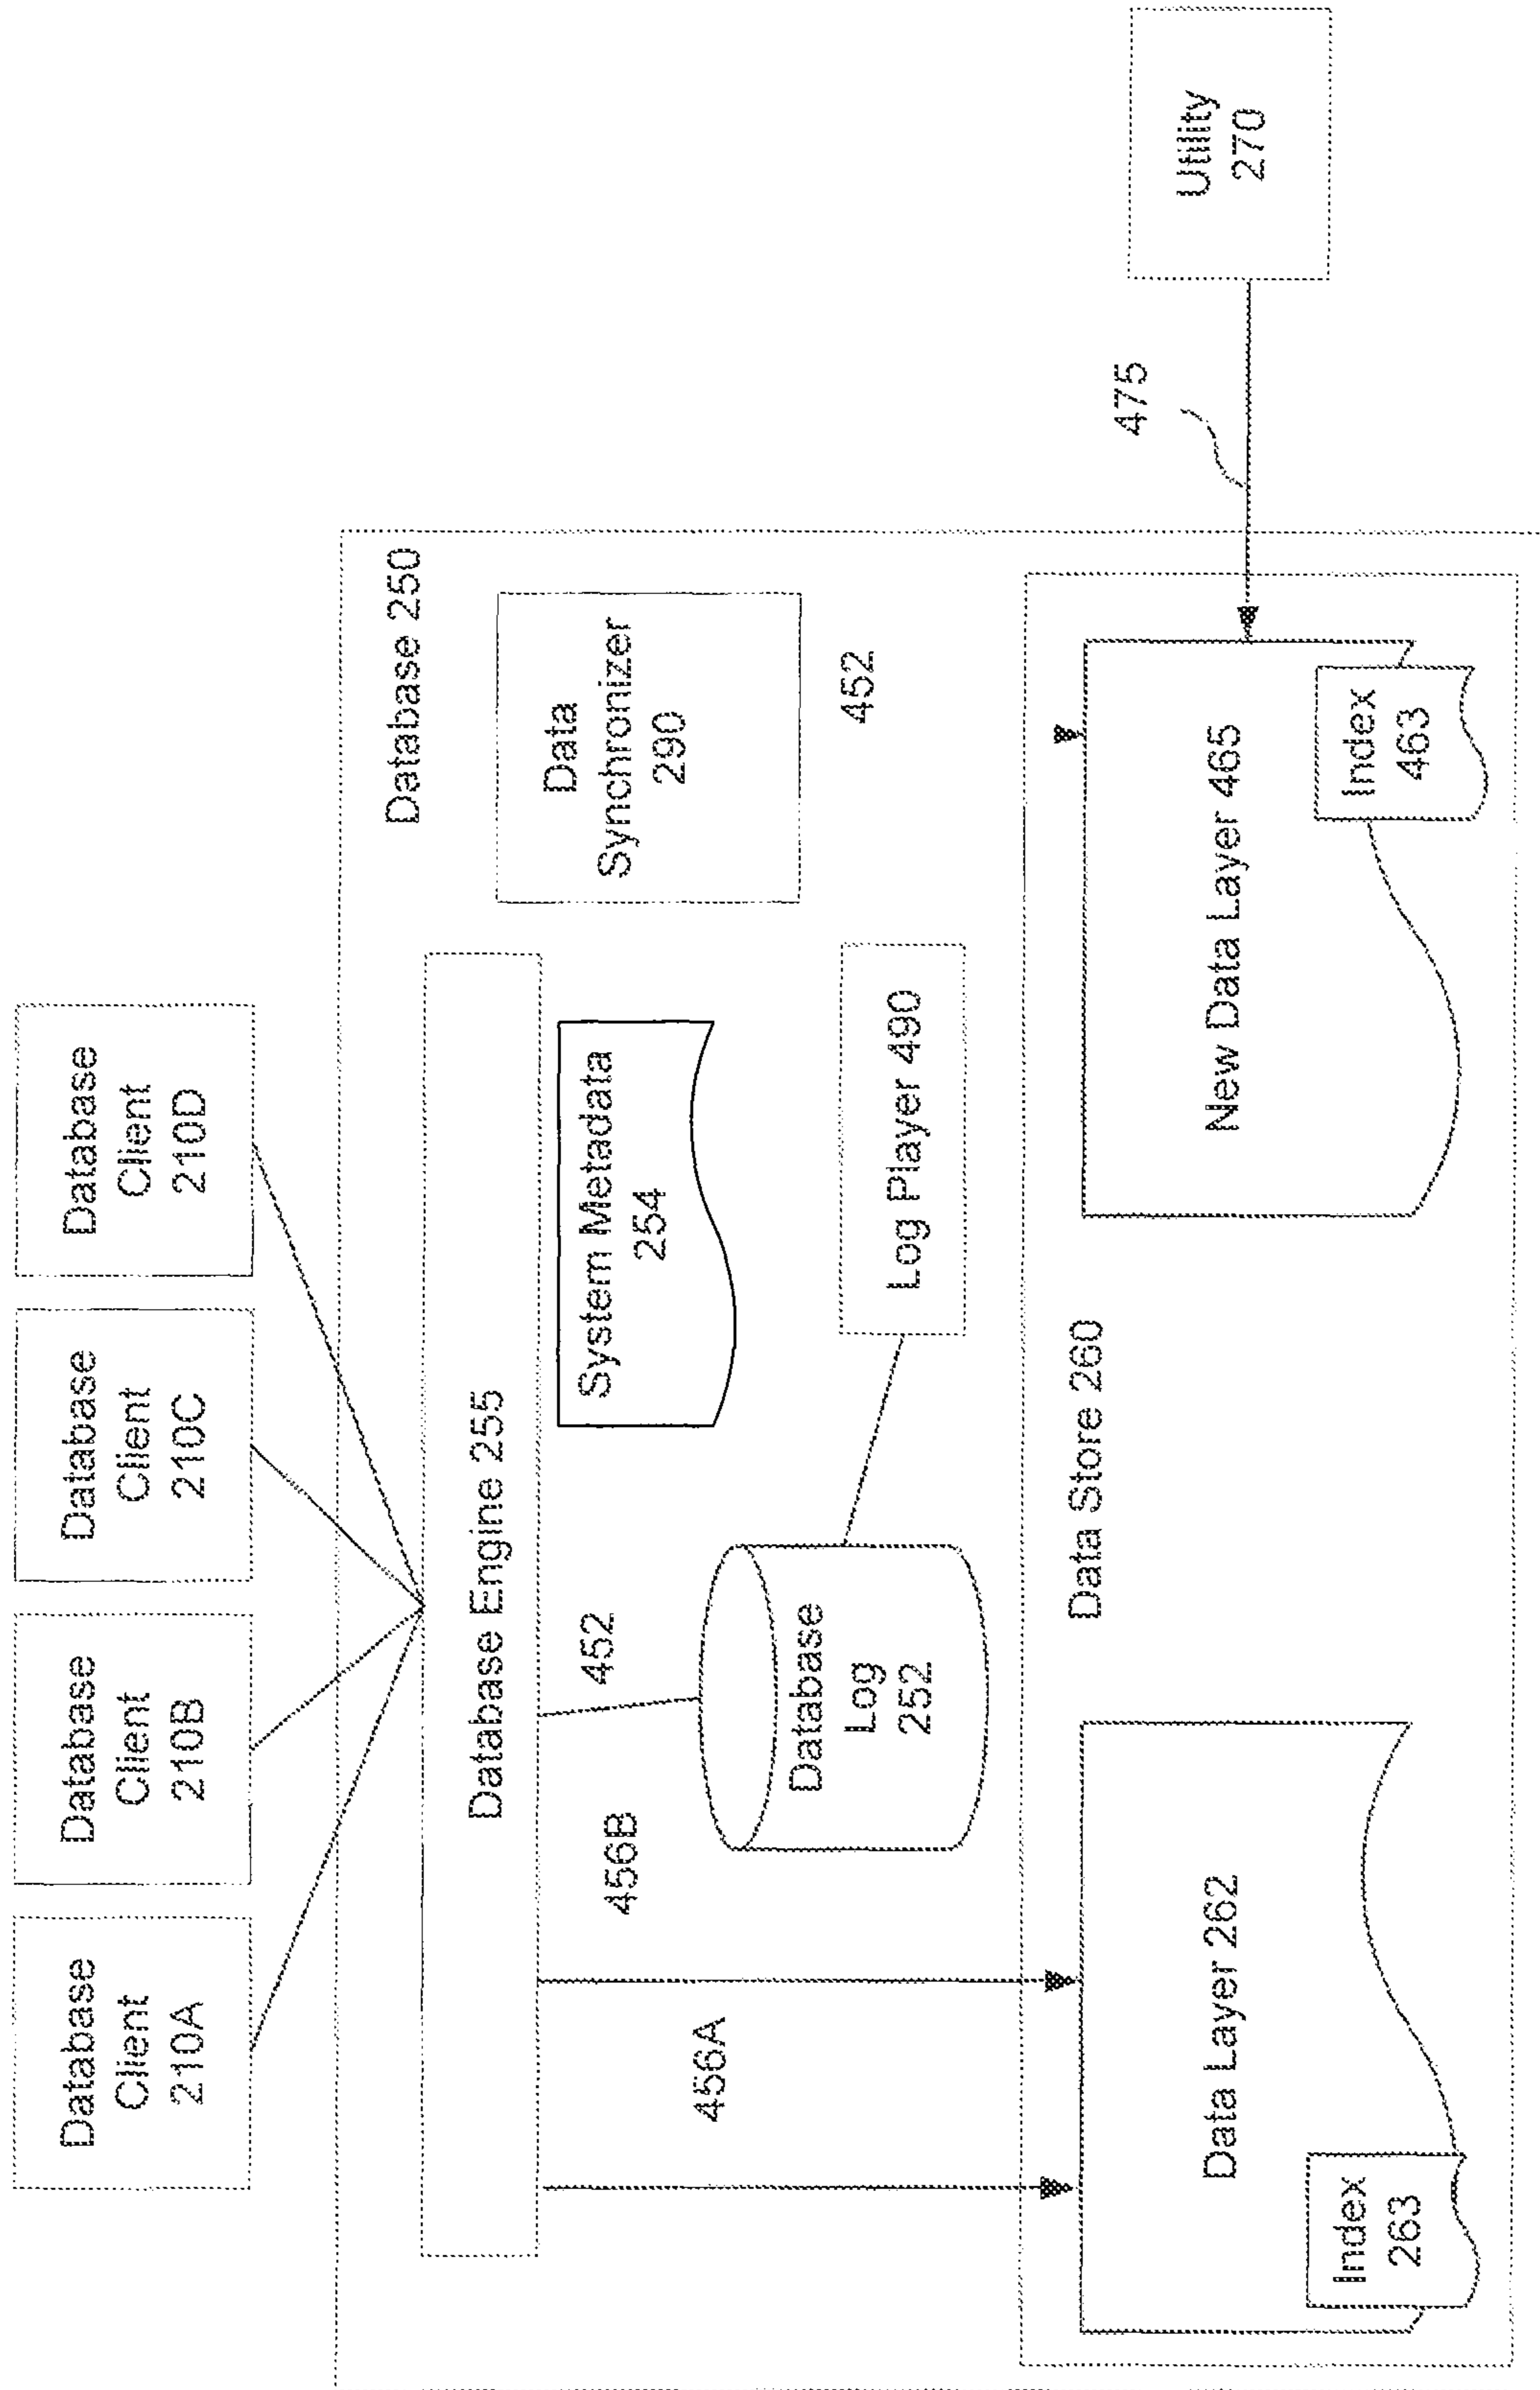 Database
Client
210A
Database
Client
210B
Database
Client
210C
Database
Client
210D
Database 250
Database Engine 255
Data
Synchronizer
290
System Metadata
254
456A
456B
452
Database
Log
252
Log Player 490
452
Data Store 260
Data Layer 262
Index
263
New Data Layer 465
Index
463
475
Utility
270